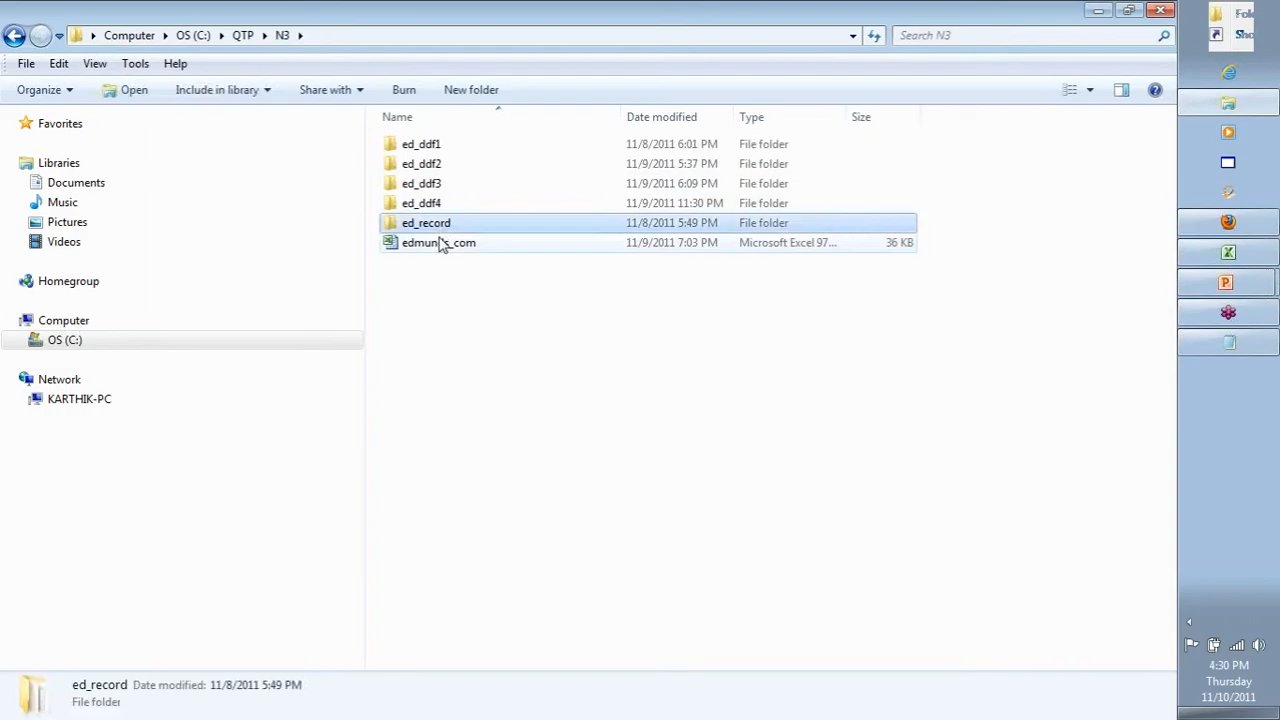 Computer OS (C:) QTP N3 Search N3
File Edit View Tools Help
Organize Open Include in library Share with Burn New folder
Favorites
Libraries
Documents
Music
Pictures
Videos
Homegroup
Computer
OS (C:)
Network
KARTHIK-PC
Name Date modified Type Size
ed_ddf1 11/8/2011 6:01 PM File folder
ed_ddf2 11/9/2011 5:37 PM File folder
ed_ddf3 11/9/2011 6:09 PM File folder
ed_ddf4 11/9/2011 11:30 PM File folder
ed_record 11/8/2011 5:49 PM File folder
11/9/2011 7:03 PM Microsoft Excel 97... 36 KB
ed_record Date modified: 11/8/2011 5:49 PM
File folder
4:30 PM
Thursday
11/10/2011